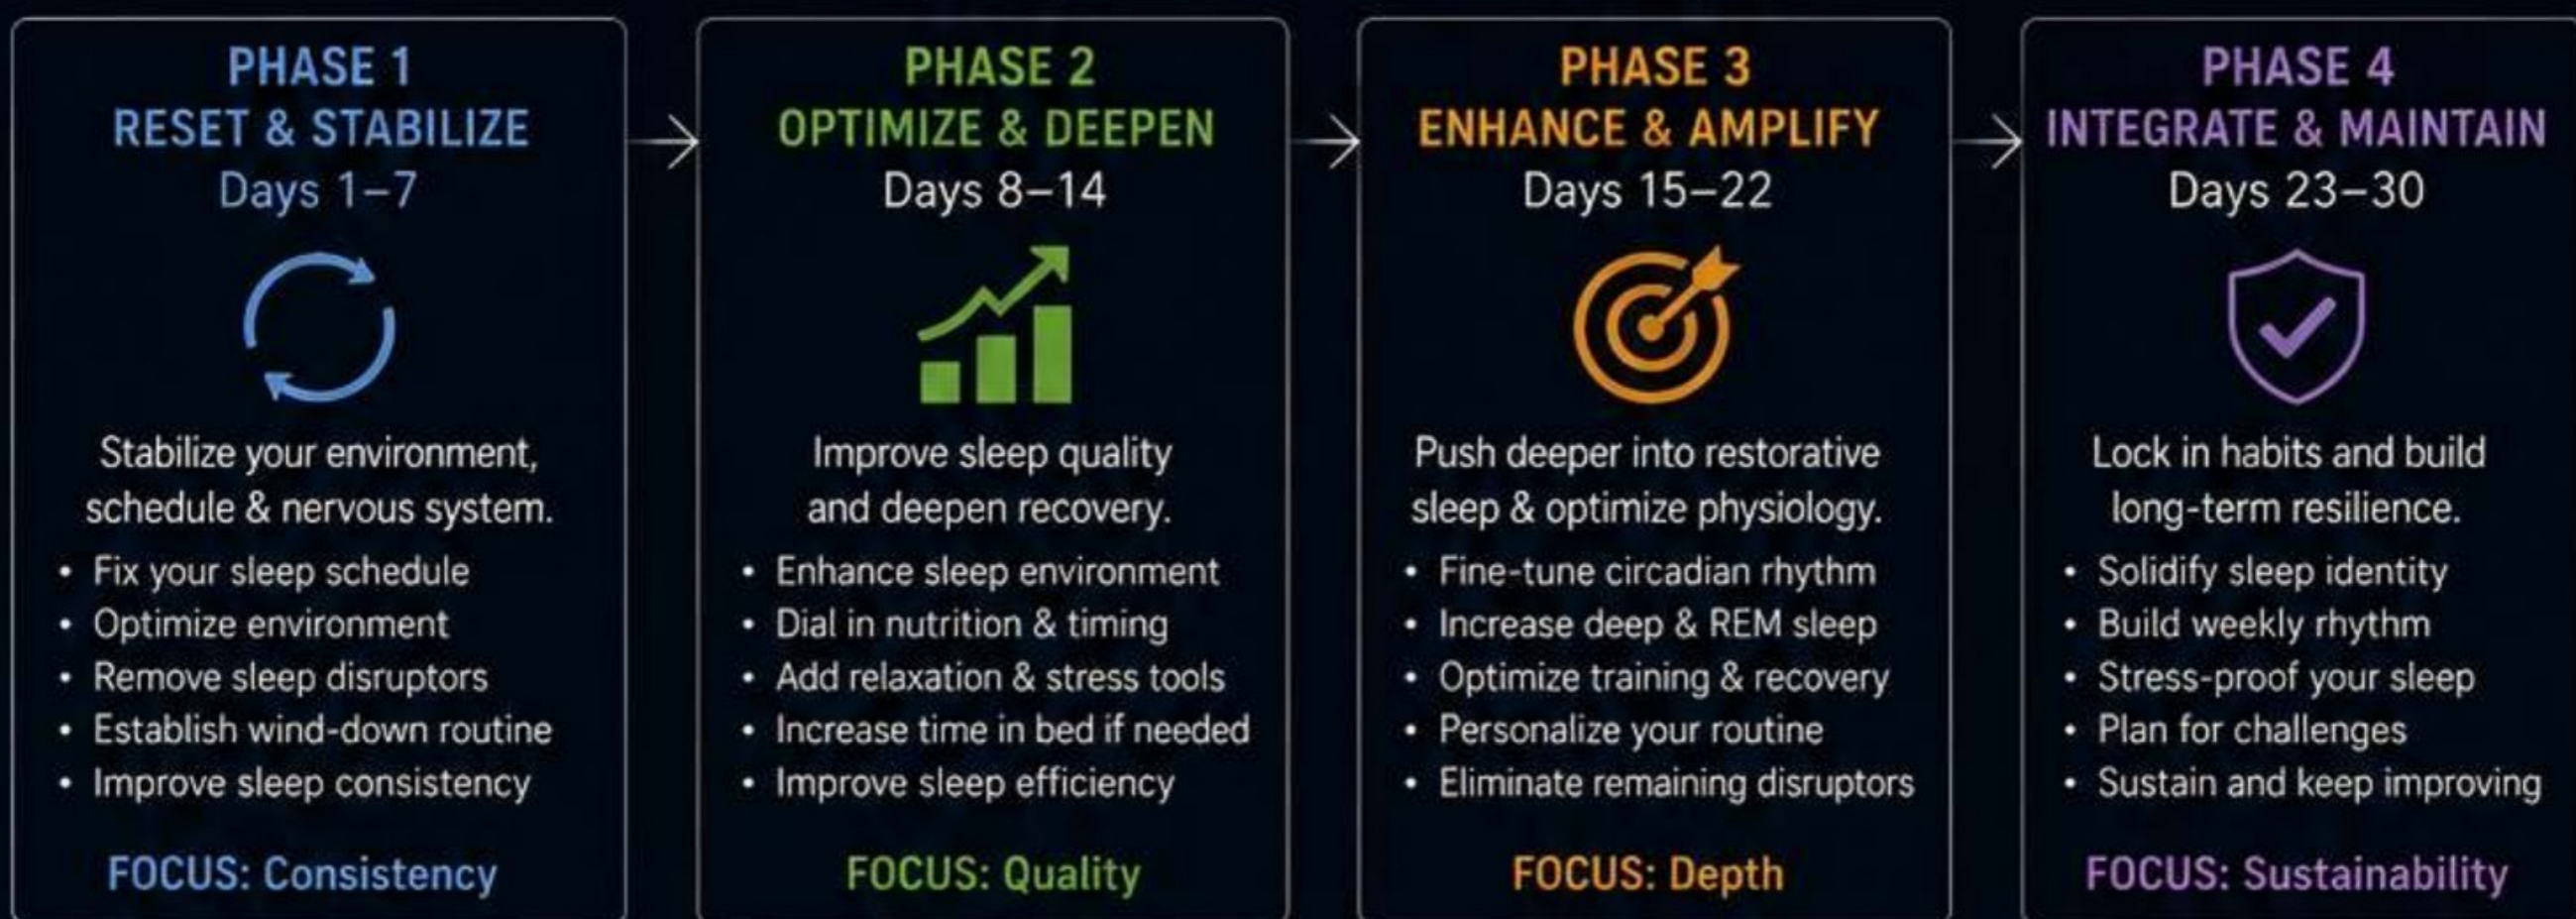 PHASE 1
RESET & STABILIZE
Days 1–7
Stabilize your environment,
schedule & nervous system.
• Fix your sleep schedule
• Optimize environment
• Remove sleep disruptors
• Establish wind-down routine
• Improve sleep consistency
FOCUS: Consistency
PHASE 2
OPTIMIZE & DEEPEN
Days 8–14
Improve sleep quality
and deepen recovery.
• Enhance sleep environment
• Dial in nutrition & timing
• Add relaxation & stress tools
• Increase time in bed if needed
• Improve sleep efficiency
FOCUS: Quality
PHASE 3
ENHANCE & AMPLIFY
Days 15–22
Push deeper into restorative
sleep & optimize physiology.
• Fine-tune circadian rhythm
• Increase deep & REM sleep
• Optimize training & recovery
• Personalize your routine
• Eliminate remaining disruptors
FOCUS: Depth
PHASE 4
INTEGRATE & MAINTAIN
Days 23–30
Lock in habits and build
long-term resilience.
• Solidify sleep identity
• Build weekly rhythm
• Stress-proof your sleep
• Plan for challenges
• Sustain and keep improving
FOCUS: Sustainability